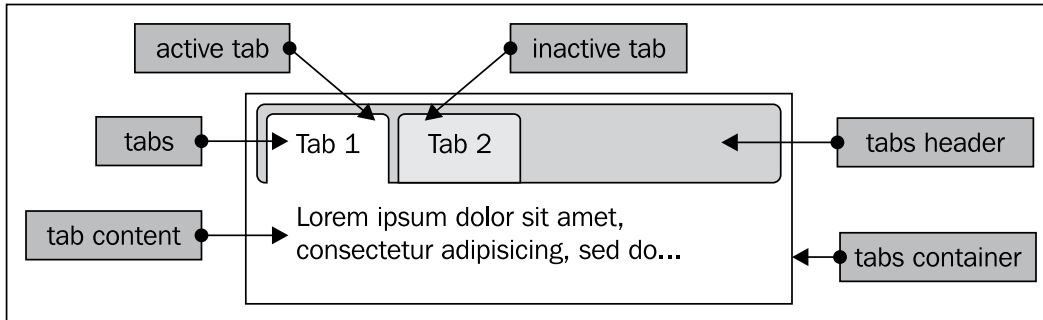 active tab
inactive tab
tabs
Tab 1
Tab 2
tabs header
tab content
Lorem ipsum dolor sit amet,
consectetur adipisicing, sed do...
tabs container